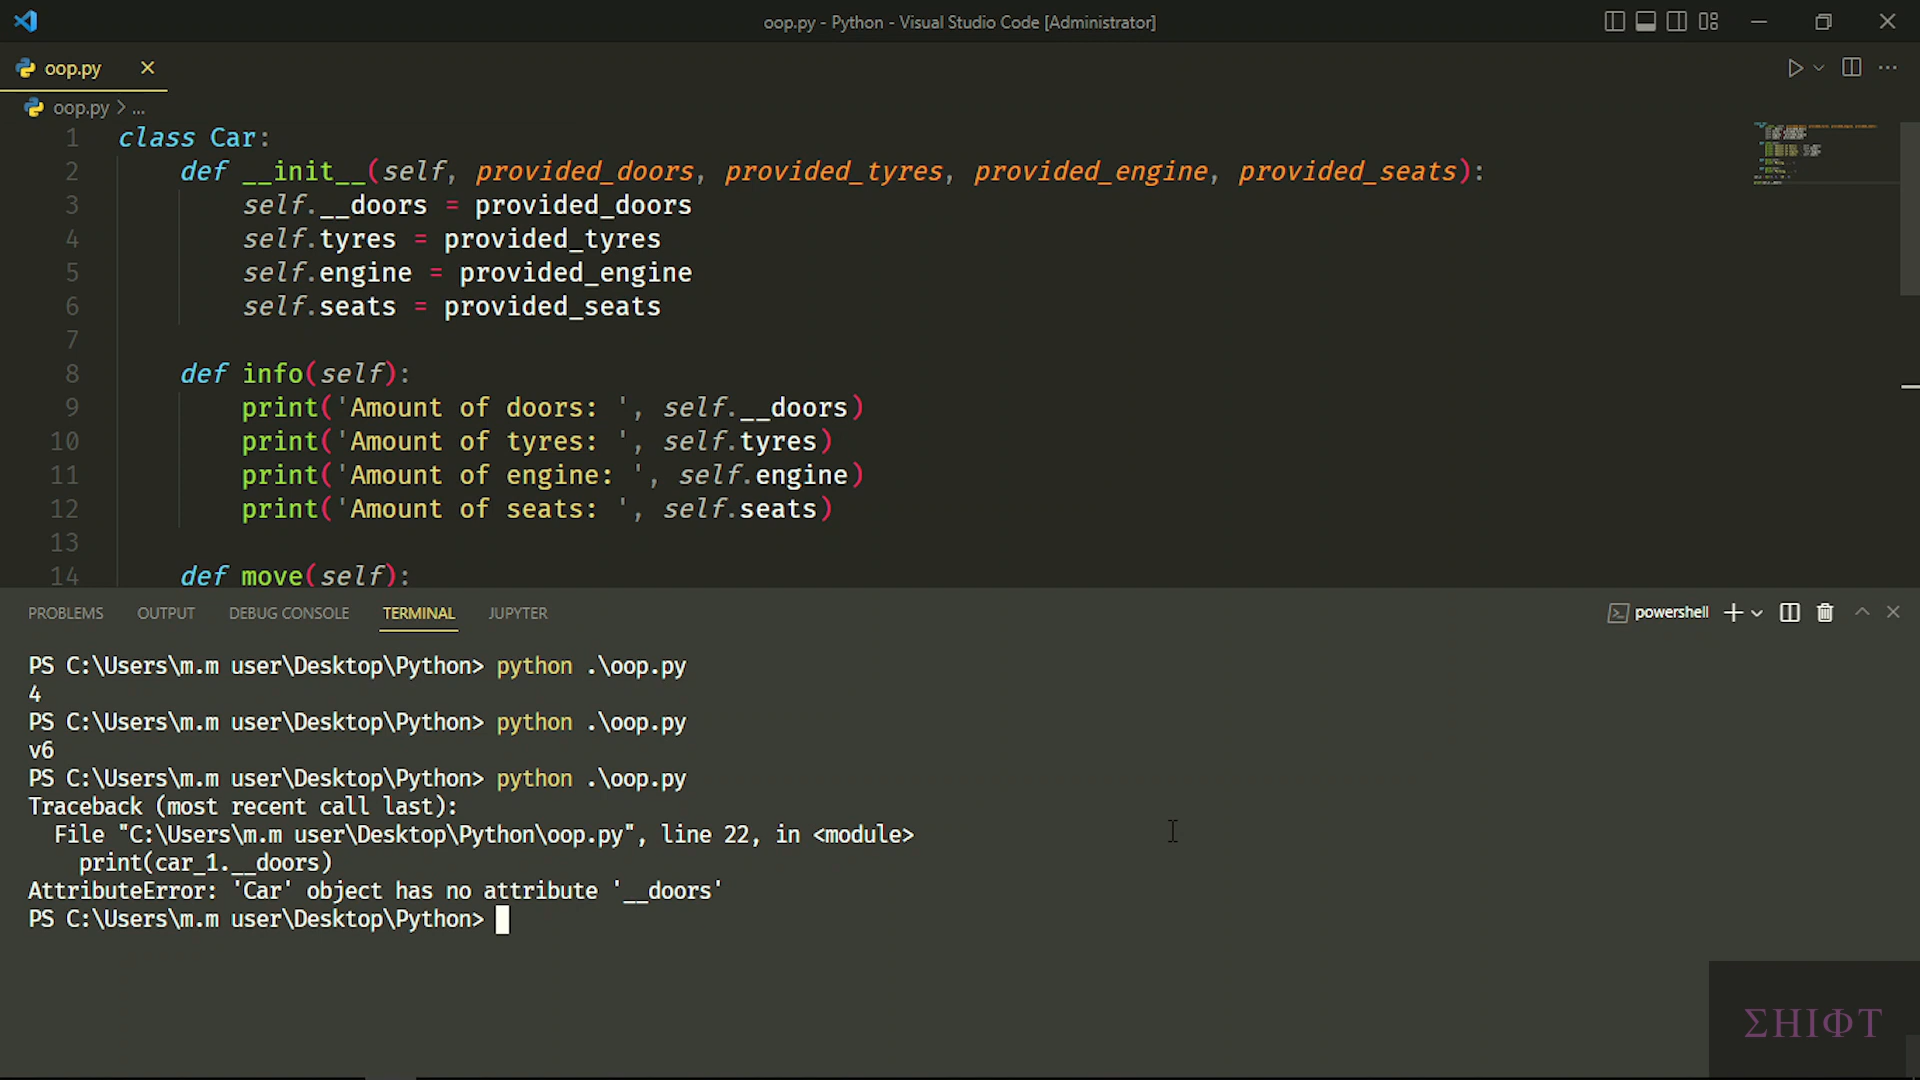 oop.py - Python - Visual Studio Code [Administrator]
oop.py
oop.py > ...
1 class Car:
2 def __init__(self, provided_doors, provided_tyres, provided_engine, provided_seats):
3 self.__doors = provided_doors
4 self.tyres = provided_tyres
5 self.engine = provided_engine
6 self.seats = provided_seats
7
8 def info(self):
9 print('Amount of doors: ', self.__doors)
10 print('Amount of tyres: ', self.tyres)
11 print('Amount of engine: ', self.engine)
12 print('Amount of seats: ', self.seats)
13
14 def move(self):
PROBLEMS OUTPUT DEBUG CONSOLE TERMINAL JUPYTER powershell
PS C:\Users\m.m user\Desktop\Python> python .\oop.py
4
PS C:\Users\m.m user\Desktop\Python> python .\oop.py
v6
PS C:\Users\m.m user\Desktop\Python> python .\oop.py
Traceback (most recent call last):
File "C:\Users\m.m user\Desktop\Python\oop.py", line 22, in <module>
print(car_1.__doors)
AttributeError: 'Car' object has no attribute '__doors'
PS C:\Users\m.m user\Desktop\Python>
ΣHIΦT